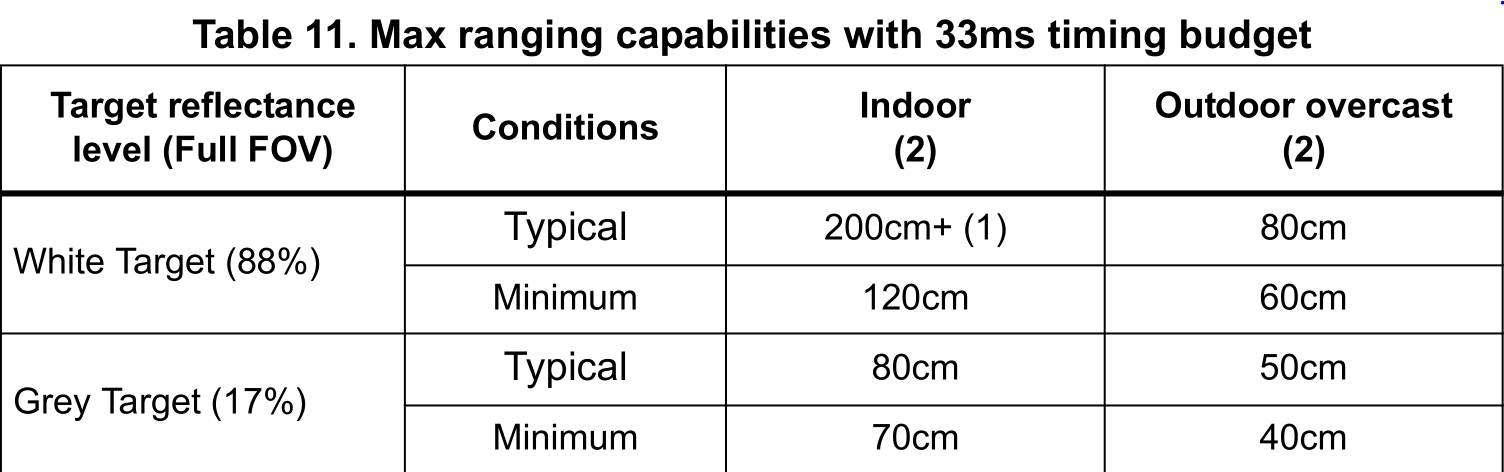 Table 11. Max ranging capabilities with 33ms timing budget
Target reflectance
level (Full FOV)
Conditions
Indoor
(2)
Outdoor overcast
(2)
White Target (88%)
Typical
200cm+ (1)
80cm
Minimum
120cm
60cm
Grey Target (17%)
Typical
80cm
50cm
Minimum
70cm
40cm